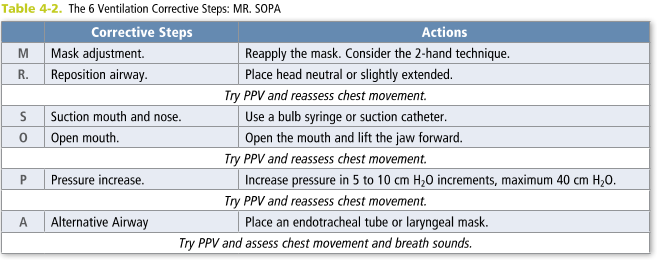 Table 4-2. The 6 Ventilation Corrective Steps: MR. SOPA
Corrective Steps Actions
M Mask adjustment. Reapply the mask. Consider the 2-hand technique.
R. Reposition airway. Place head neutral or slightly extended.
Try PPV and reassess chest movement.
S Suction mouth and nose. Use a bulb syringe or suction catheter.
O Open mouth. Open the mouth and lift the jaw forward.
Try PPV and reassess chest movement.
P Pressure increase. Increase pressure in 5 to 10 cm H₂O increments, maximum 40 cm H₂O.
Try PPV and reassess chest movement.
A Alternative Airway Place an endotracheal tube or laryngeal mask.
Try PPV and assess chest movement and breath sounds.